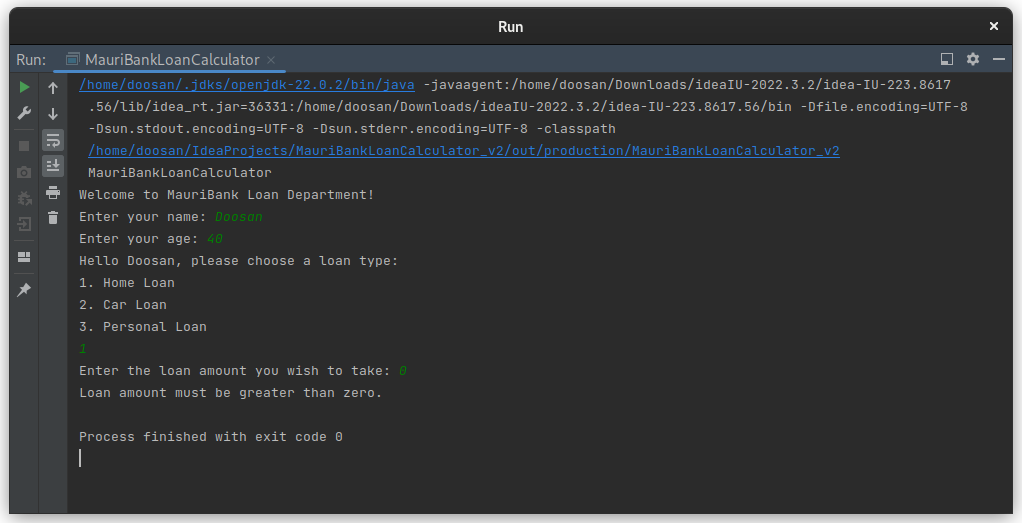 Run
Run: MauriBankLoanCalculator
/home/doosan/.jdks/openjdk-22.0.2/bin/java -javaagent:/home/doosan/Downloads/ideaIU-2022.3.2/idea-IU-223.8617
.56/lib/idea_rt.jar=36331:/home/doosan/Downloads/ideaIU-2022.3.2/idea-IU-223.8617.56/bin -Dfile.encoding=UTF-8
-Dsun.stdout.encoding=UTF-8 -Dsun.stderr.encoding=UTF-8 -classpath
/home/doosan/IdeaProjects/MauriBankLoanCalculator_v2/out/production/MauriBankLoanCalculator_v2
MauriBankLoanCalculator
Welcome to MauriBank Loan Department!
Enter your name: Doosan
Enter your age: 40
Hello Doosan, please choose a loan type:
1. Home Loan
2. Car Loan
3. Personal Loan
1
Enter the loan amount you wish to take: 0
Loan amount must be greater than zero.
Process finished with exit code 0